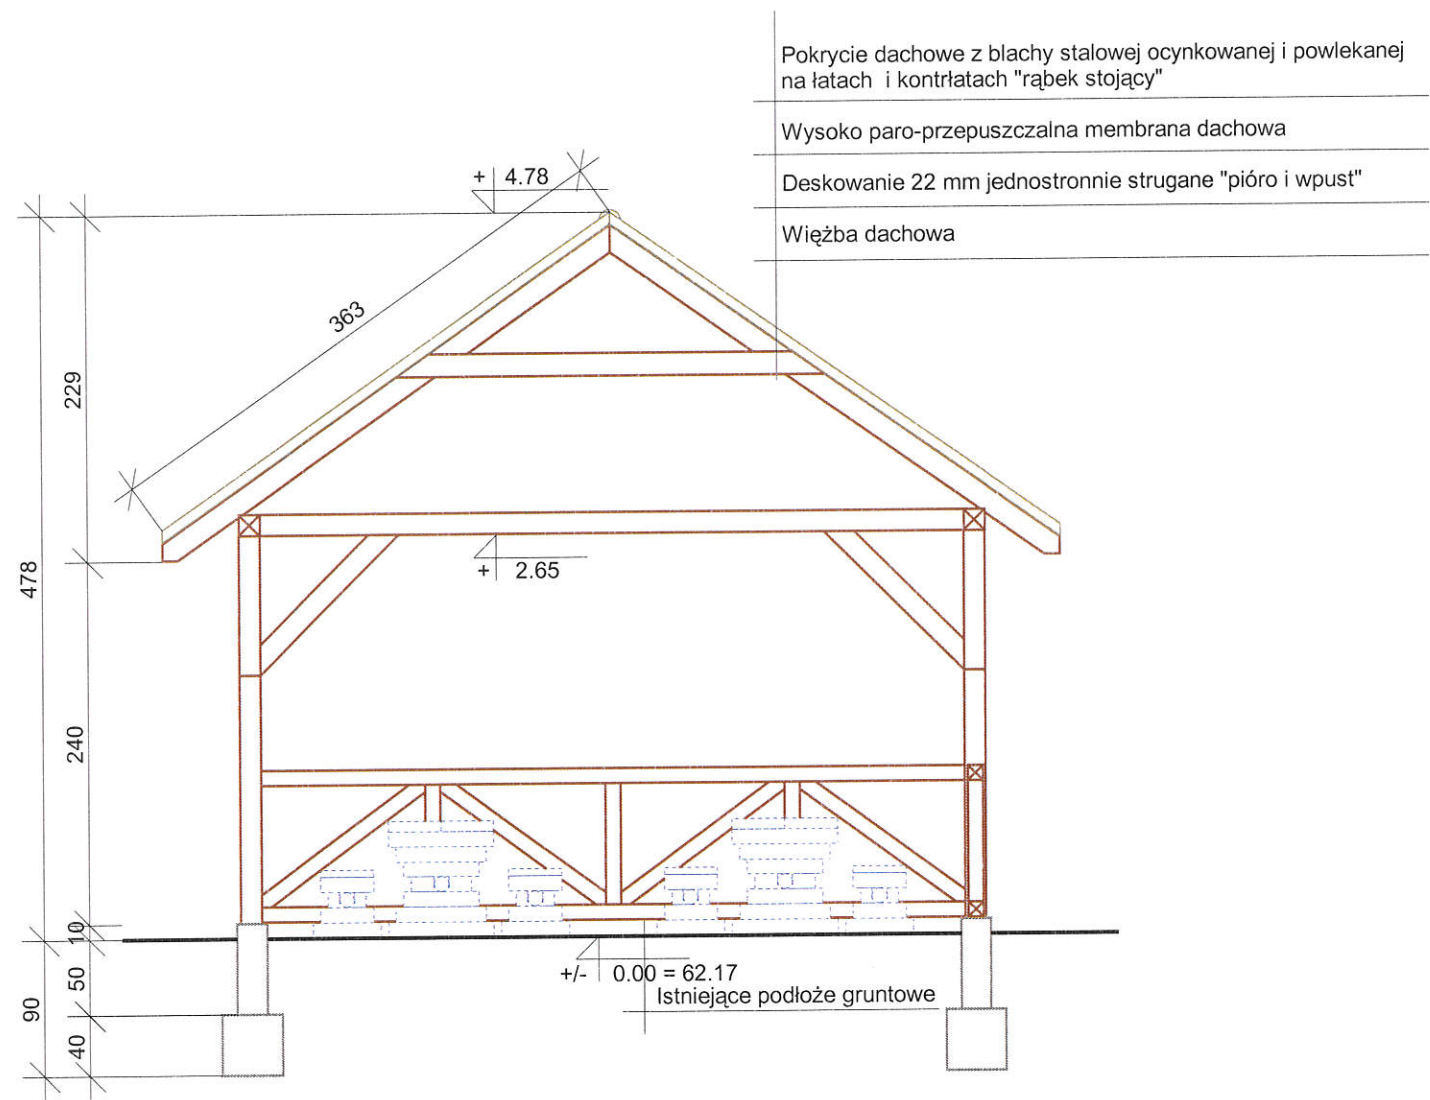 Pokrycie dachowe z blachy stalowej ocynkowanej i powlekanej
na łatach i kontrłatach "rąbek stojący"
Wysoko paro-przepuszczalna membrana dachowa
Deskowanie 22 mm jednostronnie strugane "pióro i wpust"
Więźba dachowa
+ 4.78
363
229
478
+ 2.65
240
10
+/- 0.00 = 62.17
50
Istniejące podłoże gruntowe
90
40